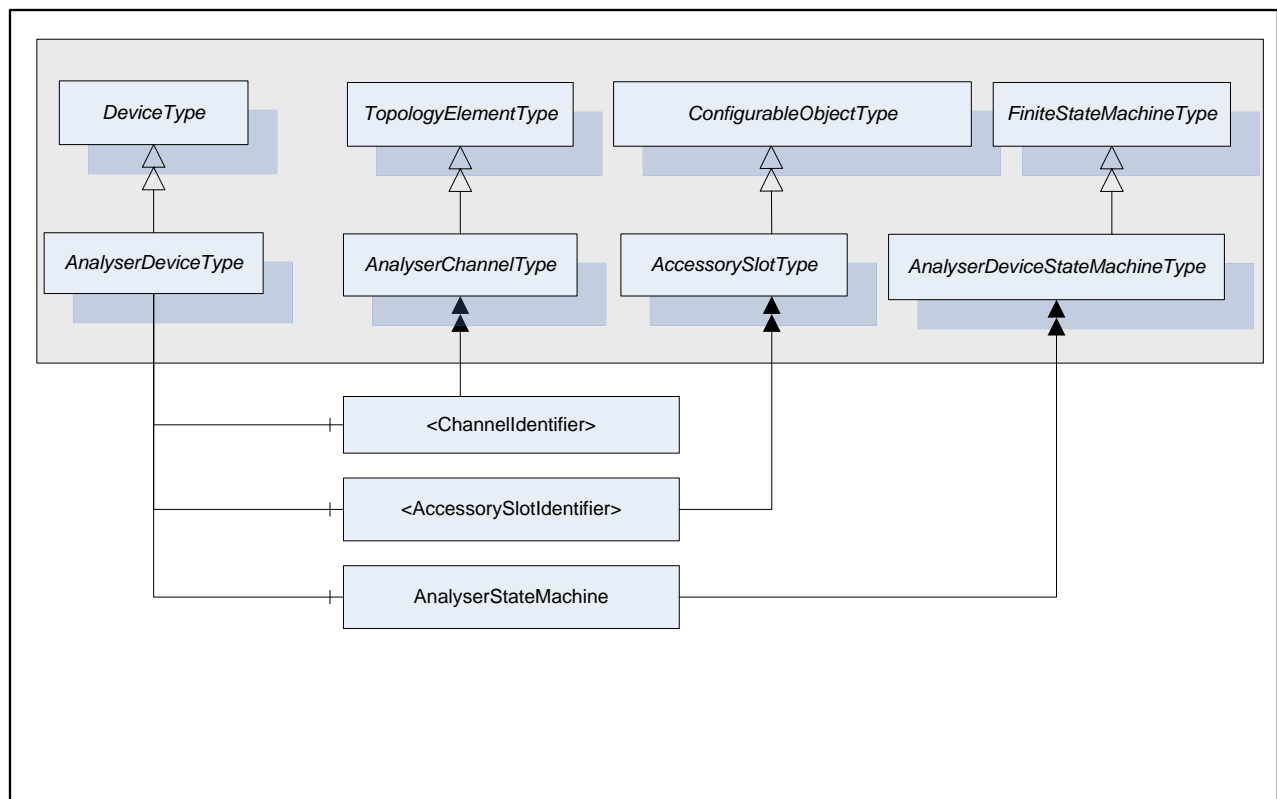 DeviceType
TopologyElementType
ConfigurableObjectType
FiniteStateMachineType
AnalyserDeviceType
AnalyserChannelType
AccessorySlotType
AnalyserDeviceStateMachineType
<ChannelIdentifier>
<AccessorySlotIdentifier>
AnalyserStateMachine